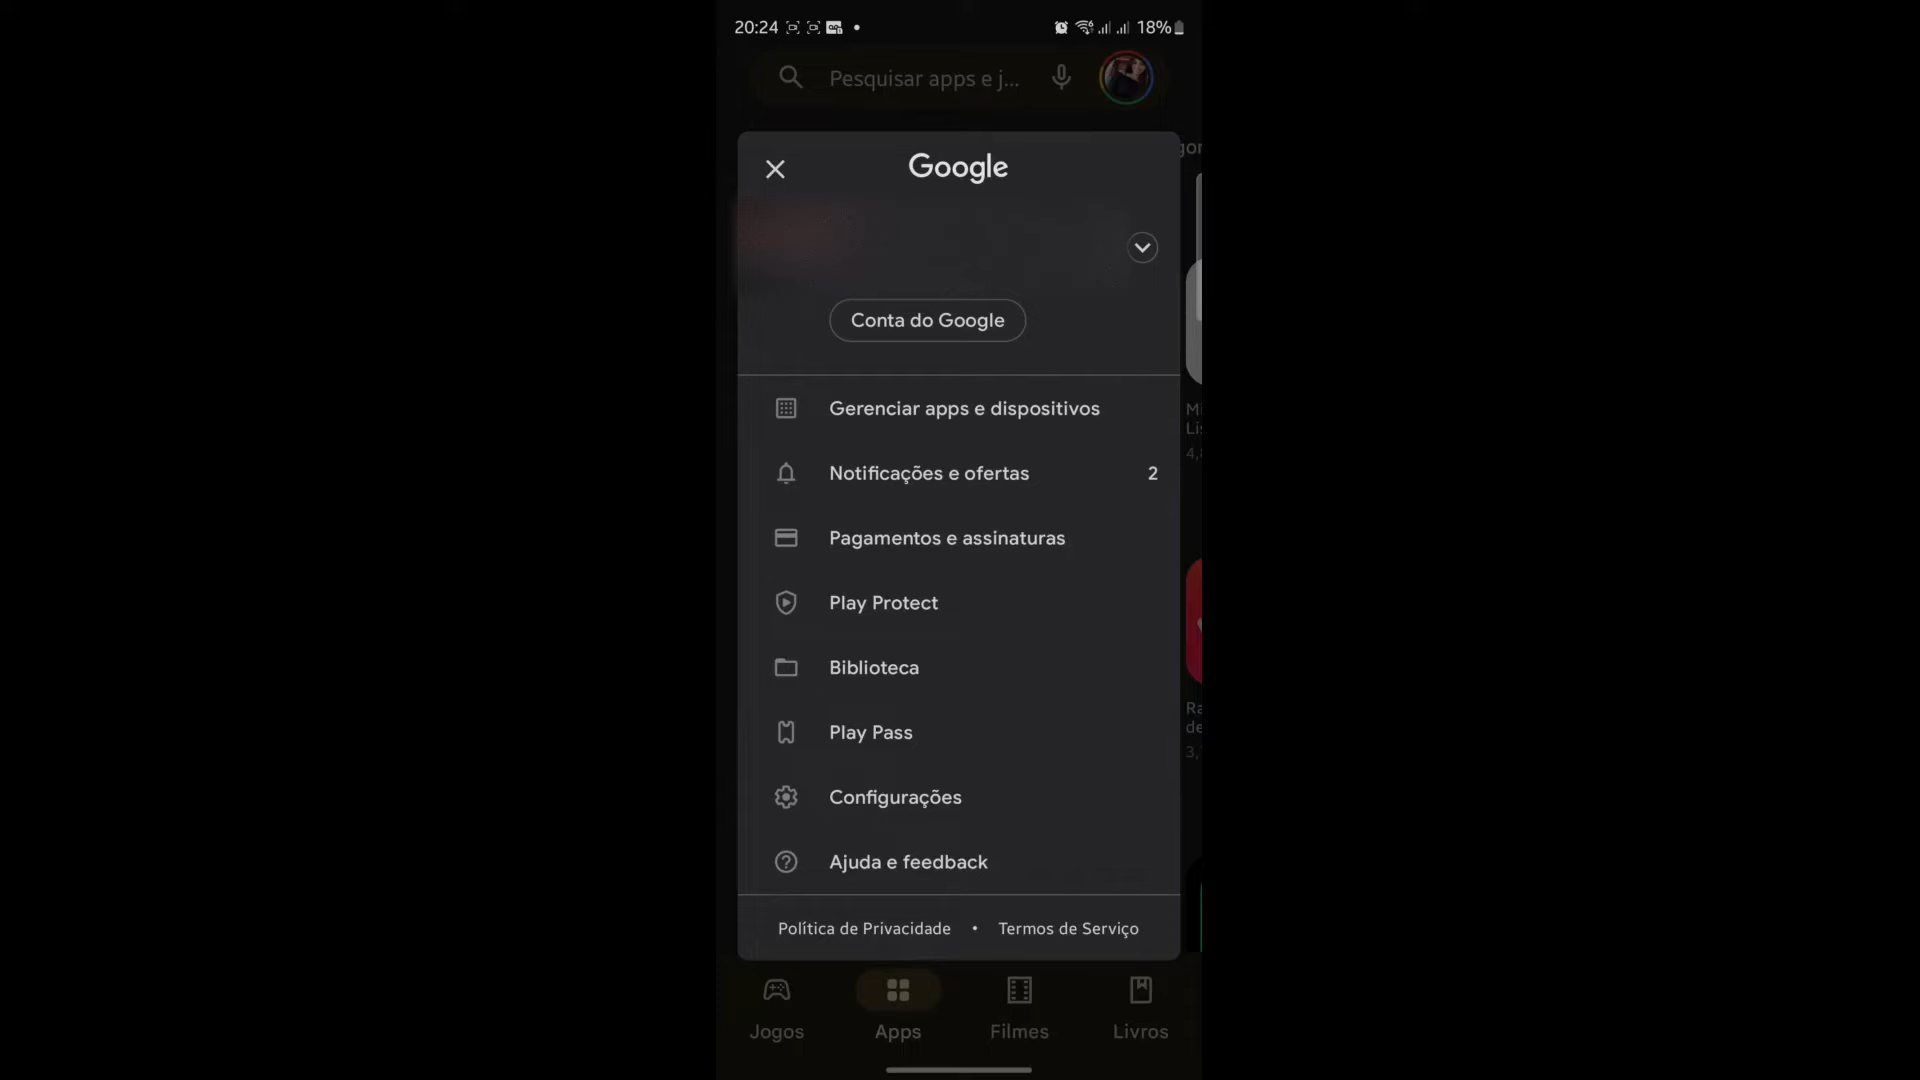 20:24 18%
Pesquisar apps e j...
Google
Conta do Google
Gerenciar apps e dispositivos
Notificações e ofertas 2
Pagamentos e assinaturas
Play Protect
Biblioteca
Play Pass
Configurações
Ajuda e feedback
Política de Privacidade • Termos de Serviço
Jogos Apps Filmes Livros